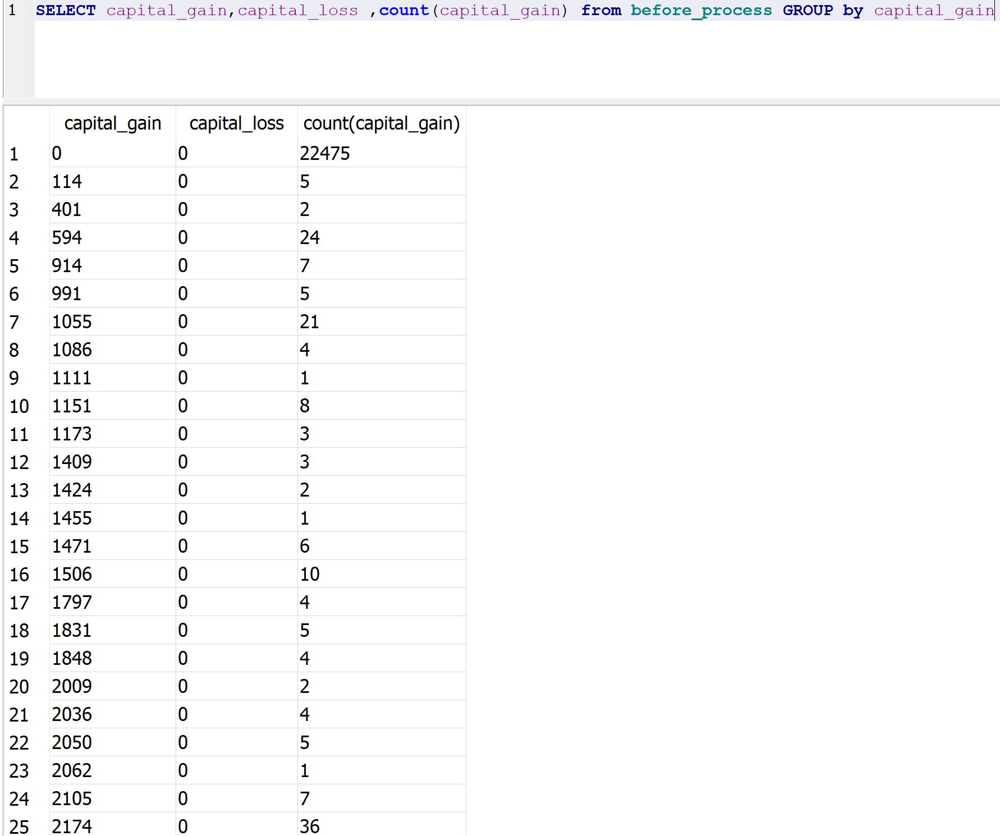 1 SELECT capital_gain,capital_loss ,count(capital_gain) from before_process GROUP by capital_gain
capital_gain capital_loss count(capital_gain)
1 0 0 22475
2 114 0 5
3 401 0 2
4 594 0 24
5 914 0 7
6 991 0 5
7 1055 0 21
8 1086 0 4
9 1111 0 1
10 1151 0 8
11 1173 0 3
12 1409 0 3
13 1424 0 2
14 1455 0 1
15 1471 0 6
16 1506 0 10
17 1797 0 4
18 1831 0 5
19 1848 0 4
20 2009 0 2
21 2036 0 4
22 2050 0 5
23 2062 0 1
24 2105 0 7
25 2174 0 36